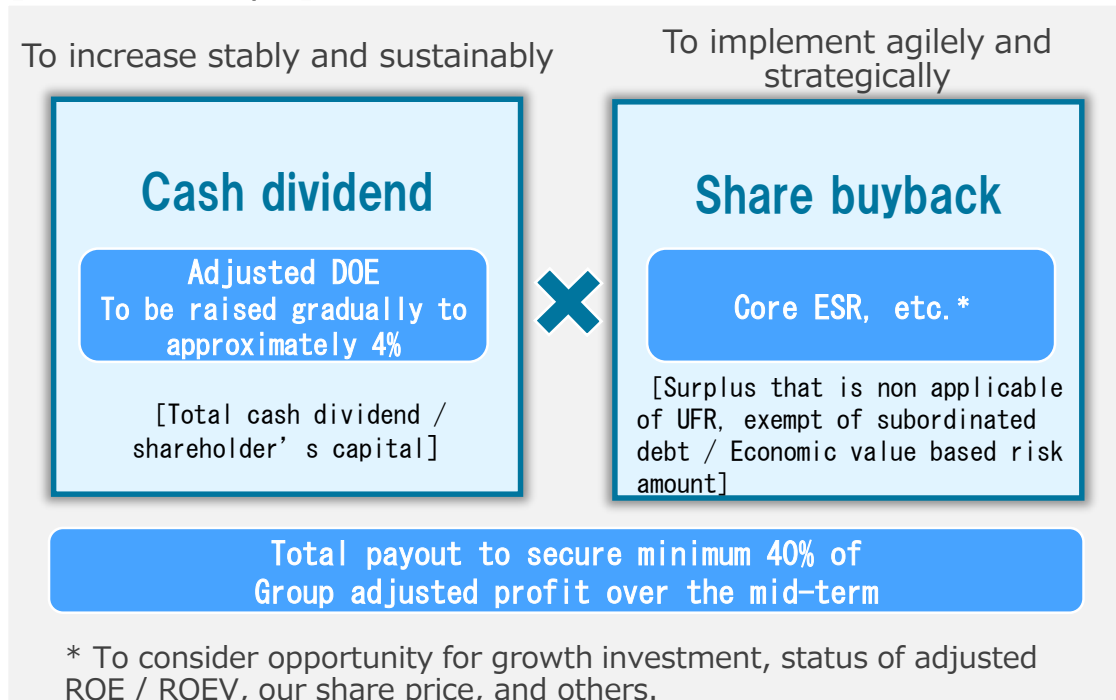 To increase stably and sustainably
To implement agilely and
strategically
Cash dividend
Adjusted DOE
To be raised gradually to
approximately 4%
[Total cash dividend /
shareholder's capital]
Share buyback
Core ESR, etc.*
[Surplus that is non applicable
of UFR, exempt of subordinated
debt / Economic value based risk
amount]
Total payout to secure minimum 40% of
Group adjusted profit over the mid-term
* To consider opportunity for growth investment, status of adjusted
ROE / ROEV, our share price, and others.